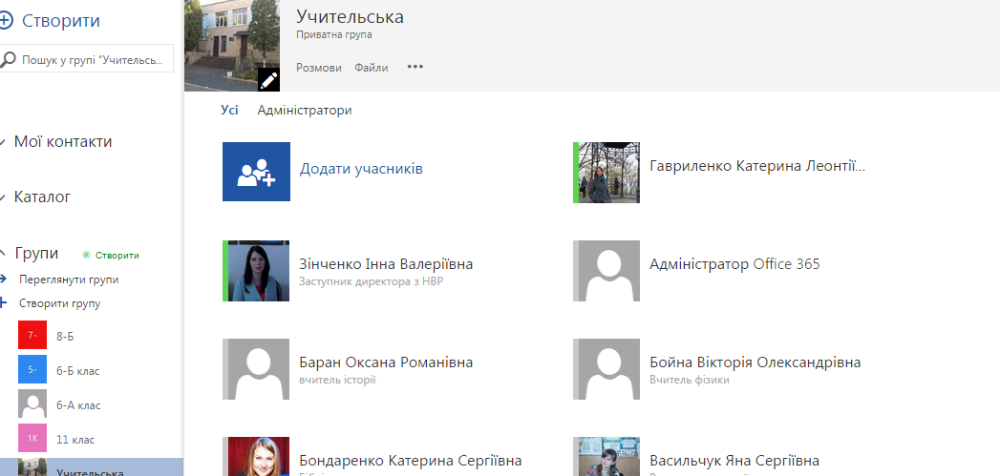 Створити
Пошук у групі "Учительсь...
Мої контакти
Каталог
Групи
Створити
Переглянути групи
Створити групу
7-
8-Б
5-
6-Б клас
6-А клас
1К
11 клас
Учительська
Учительська
Приватна група
Розмови Файли •••
Усі Адміністратори
Додати учасників
Гавриленко Катерина Леонтії...
Зінченко Інна Валеріївна
Заступник директора з НВР
Адміністратор Office 365
Баран Оксана Романівна
вчитель історії
Бойна Вікторія Олександрівна
Вчитель фізики
Бондаренко Катерина Сергіївна
Васильчук Яна Сергіївна